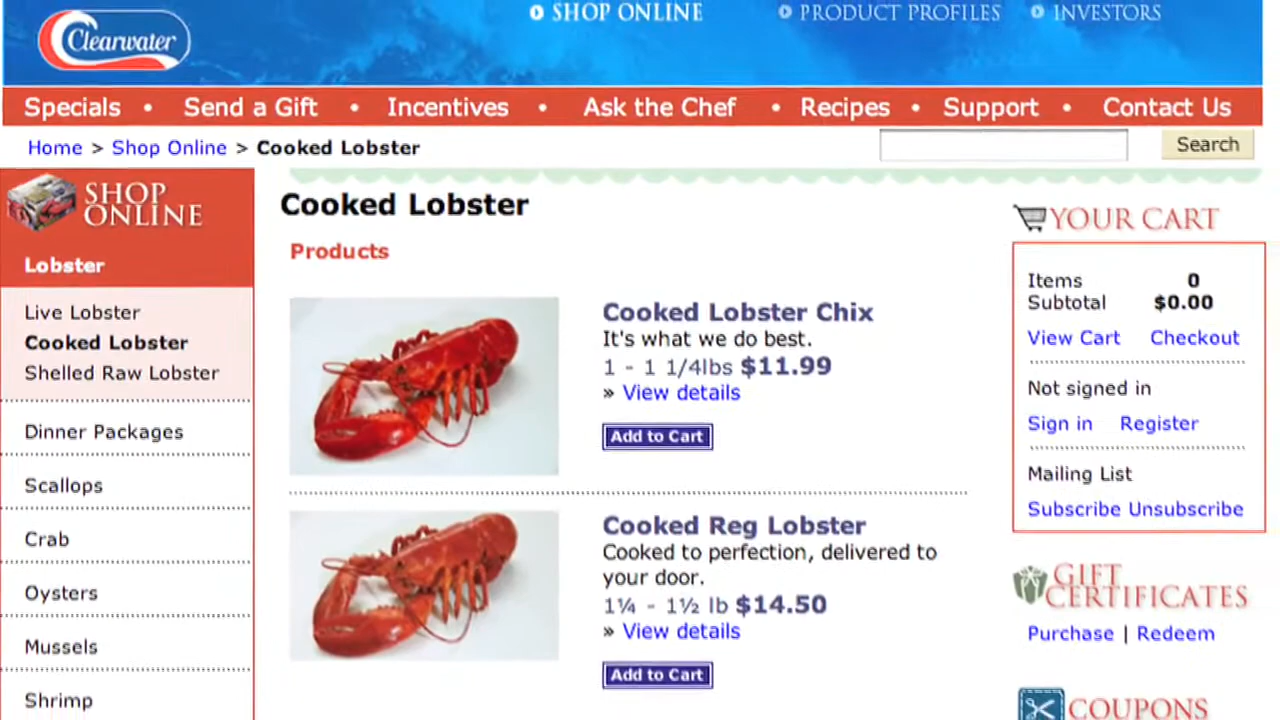 Clearwater
SHOP ONLINE
PRODUCT PROFILES
INVESTORS
Specials • Send a Gift • Incentives • Ask the Chef • Recipes • Support • Contact Us
Home > Shop Online > Cooked Lobster
Search
SHOP
ONLINE
Lobster
Live Lobster
Cooked Lobster
Shelled Raw Lobster
Dinner Packages
Scallops
Crab
Oysters
Mussels
Shrimp
Cooked Lobster
Products
Cooked Lobster Chix
It's what we do best.
1 - 1 1/4lbs $11.99
» View details
Add to Cart
Cooked Reg Lobster
Cooked to perfection, delivered to
your door.
1¼ - 1½ lb $14.50
» View details
Add to Cart
YOUR CART
Items 0
Subtotal $0.00
View Cart Checkout
Not signed in
Sign in Register
Mailing List
Subscribe Unsubscribe
GIFT
CERTIFICATES
Purchase | Redeem
COUPONS